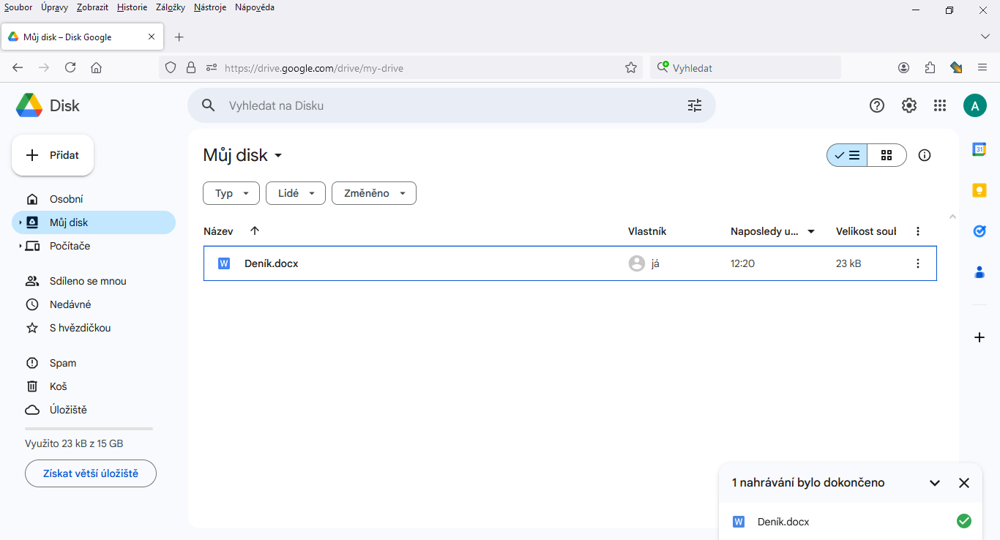 Soubor Úpravy Zobrazit Historie Záložky Nástroje Nápověda
Můj disk – Disk Google
https://drive.google.com/drive/my-drive
Vyhledat
Disk
Vyhledat na Disku
A
Přidat
Můj disk
31
Typ Lidé Změněno
Osobní
Můj disk
Počítače
Sdíleno se mnou
Nedávné
S hvězdičkou
Spam
Koš
Úložiště
Využito 23 kB z 15 GB
Získat větší úložiště
Název Vlastník Naposledy u... Velikost soub
W Deník.docx já 12:20 23 kB
1 nahrávání bylo dokončeno
W Deník.docx